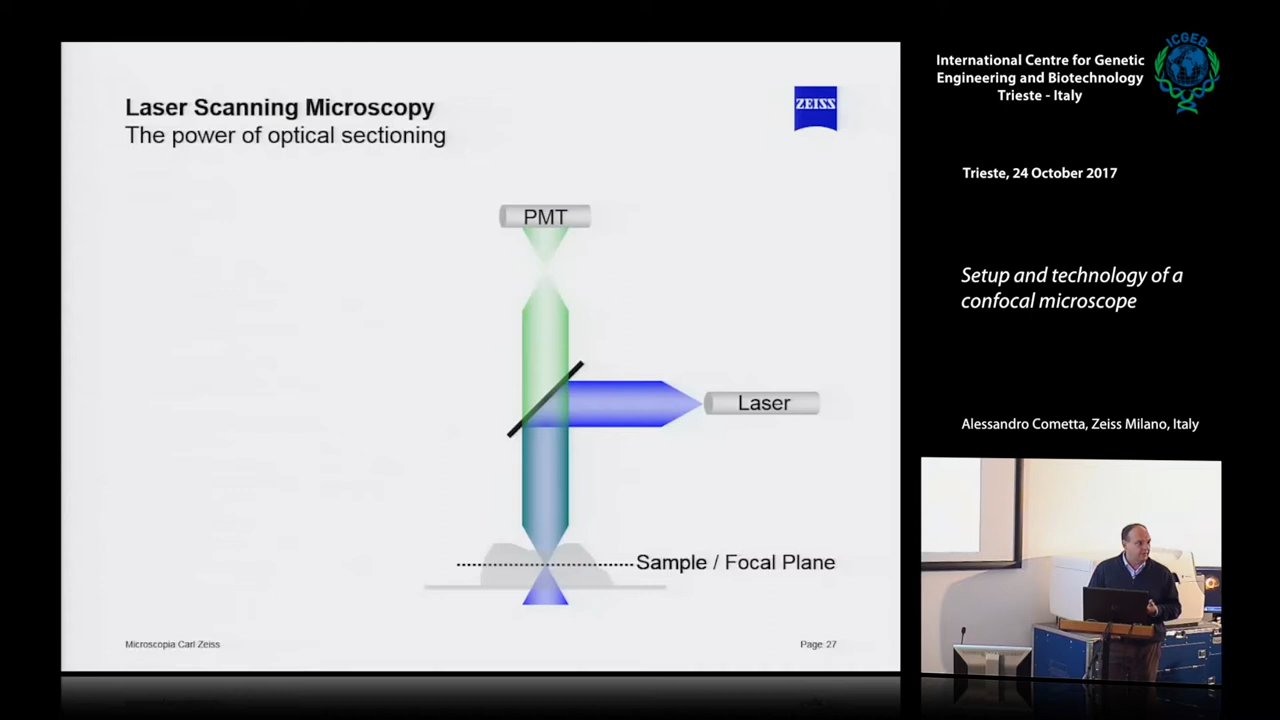 Laser Scanning Microscopy
The power of optical sectioning
ZEISS
PMT
Laser
Sample / Focal Plane
Microscopia Carl Zeiss
Page 27
International Centre for Genetic
Engineering and Biotechnology
Trieste - Italy
ICGEB
Trieste, 24 October 2017
Setup and technology of a
confocal microscope
Alessandro Cometta, Zeiss Milano, Italy